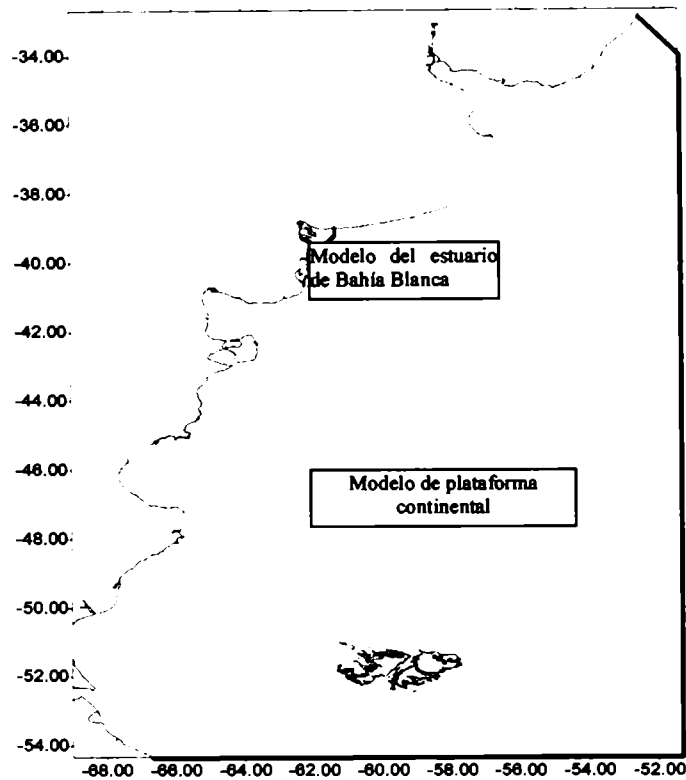 -34.00
-36.00
-38.00
-40.00
-42.00
-44.00
-46.00
-48.00
-50.00
-52.00
-54.00
Modelo del estuario
de Bahía Blanca
Modelo de plataforma
continental
-68.00 -66.00 -64.00 -62.00 -60.00 -58.00 -56.00 -54.00 -52.00